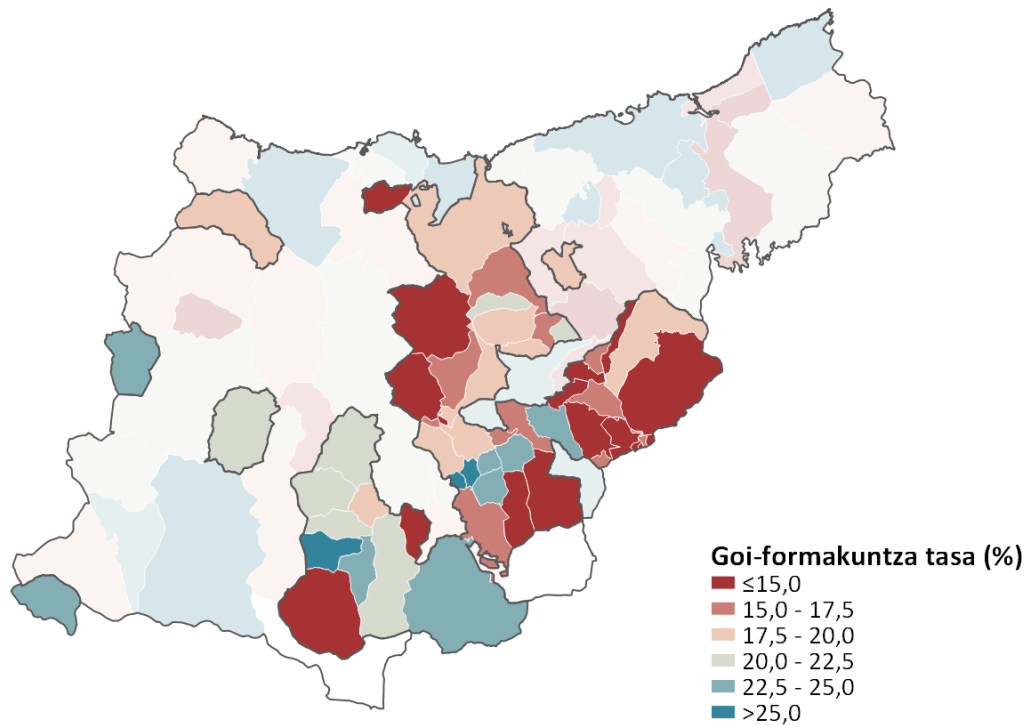 Goi-formakuntza tasa (%)
≤15,0
15,0 - 17,5
17,5 - 20,0
20,0 - 22,5
22,5 - 25,0
>25,0